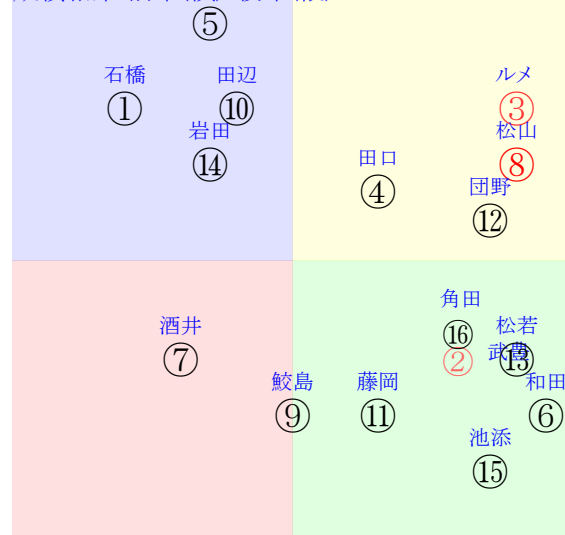 ⑤
石橋
①
田辺
⑩
ルメ
③
岩田
⑭
松山
⑧
田口
④
団野
⑫
角田
⑯
②
酒井
⑦
松若
武豊
⑬
鮫島
⑨
藤岡
⑪
和田
⑥
池添
⑮